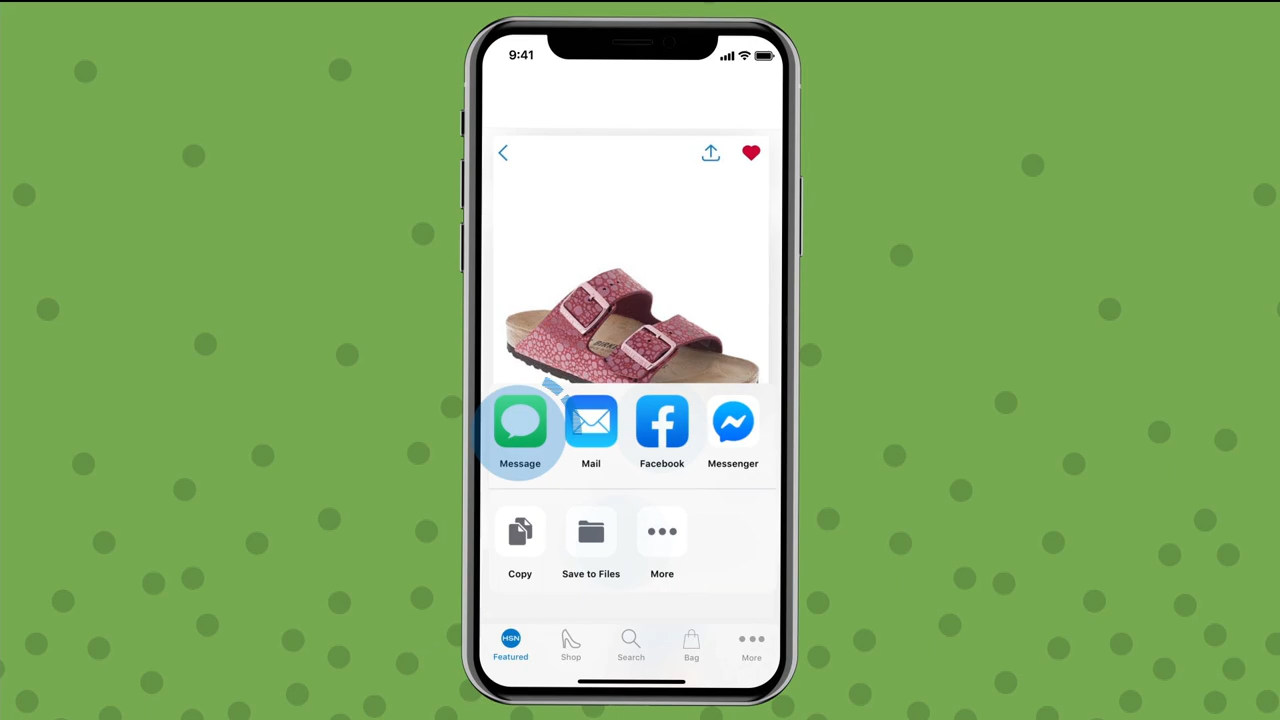 9:41
Message Mail Facebook Messenger
Copy Save to Files More
HSN
Featured Shop Search Bag More